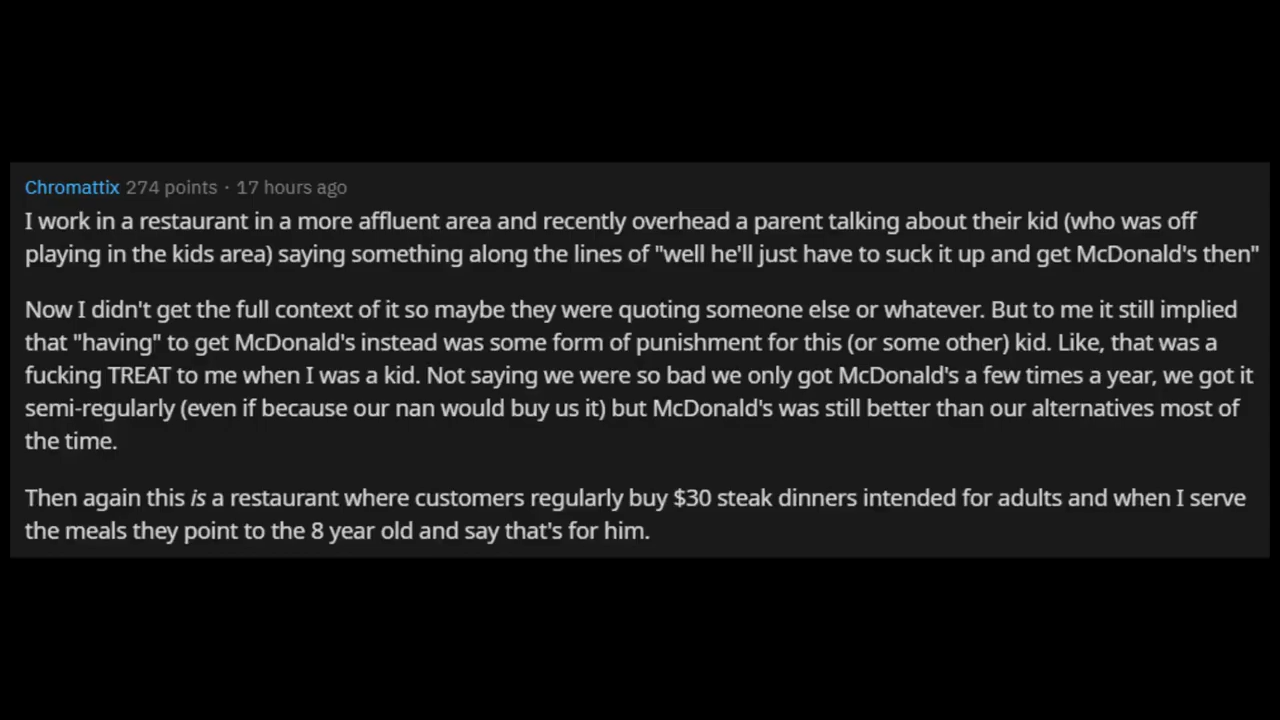 Chromattix 274 points · 17 hours ago
I work in a restaurant in a more affluent area and recently overhead a parent talking about their kid (who was off
playing in the kids area) saying something along the lines of "well he'll just have to suck it up and get McDonald's then"
Now I didn't get the full context of it so maybe they were quoting someone else or whatever. But to me it still implied
that "having" to get McDonald's instead was some form of punishment for this (or some other) kid. Like, that was a
fucking TREAT to me when I was a kid. Not saying we were so bad we only got McDonald's a few times a year, we got it
semi-regularly (even if because our nan would buy us it) but McDonald's was still better than our alternatives most of
the time.
Then again this is a restaurant where customers regularly buy $30 steak dinners intended for adults and when I serve
the meals they point to the 8 year old and say that's for him.